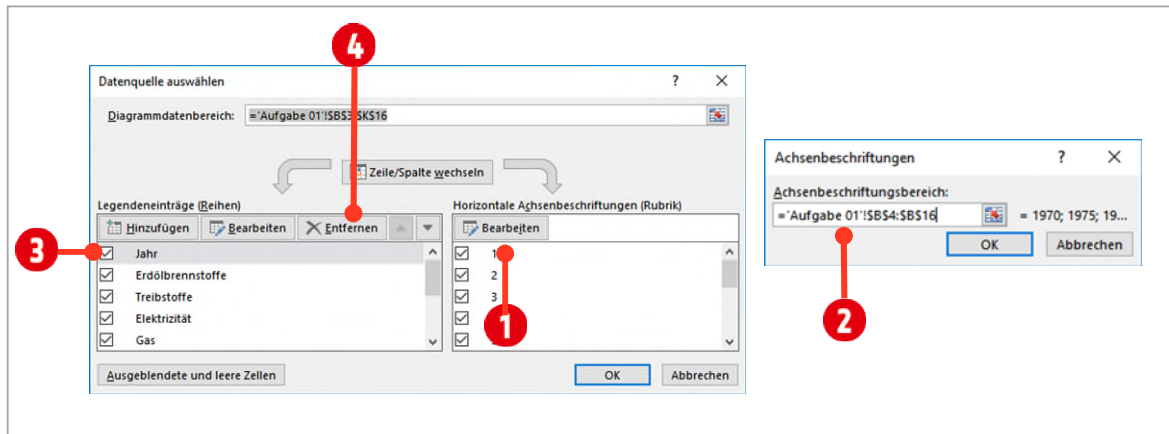 4
Datenquelle auswählen ? ×
Diagrammdatenbereich: ='Aufgabe 01'!$B$3 $K$16
Zeile/Spalte wechseln
Legendeneinträge (Reihen)
Hinzufügen Bearbeiten Entfernen
3
Jahr
Erdölbrennstoffe
Treibstoffe
Elektrizität
Gas
Horizontale Achsenbeschriftungen (Rubrik)
Bearbeiten
1
2
3
1
Ausgeblendete und leere Zellen
OK Abbrechen
Achsenbeschriftungen ? ×
Achsenbeschriftungsbereich:
='Aufgabe 01'!$B$4:$B$16 = 1970; 1975; 19...
OK Abbrechen
2